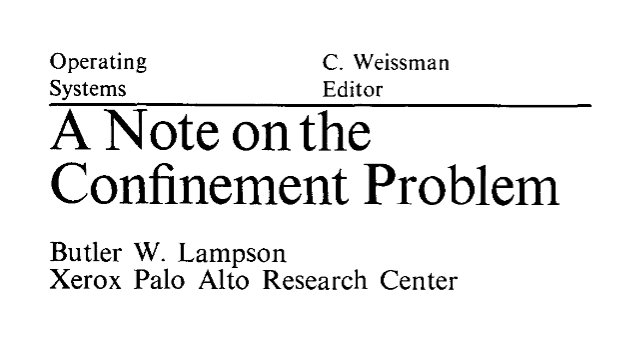 Operating
Systems
C. Weissman
Editor
A Note on the
Confinement Problem
Butler W. Lampson
Xerox Palo Alto Research Center